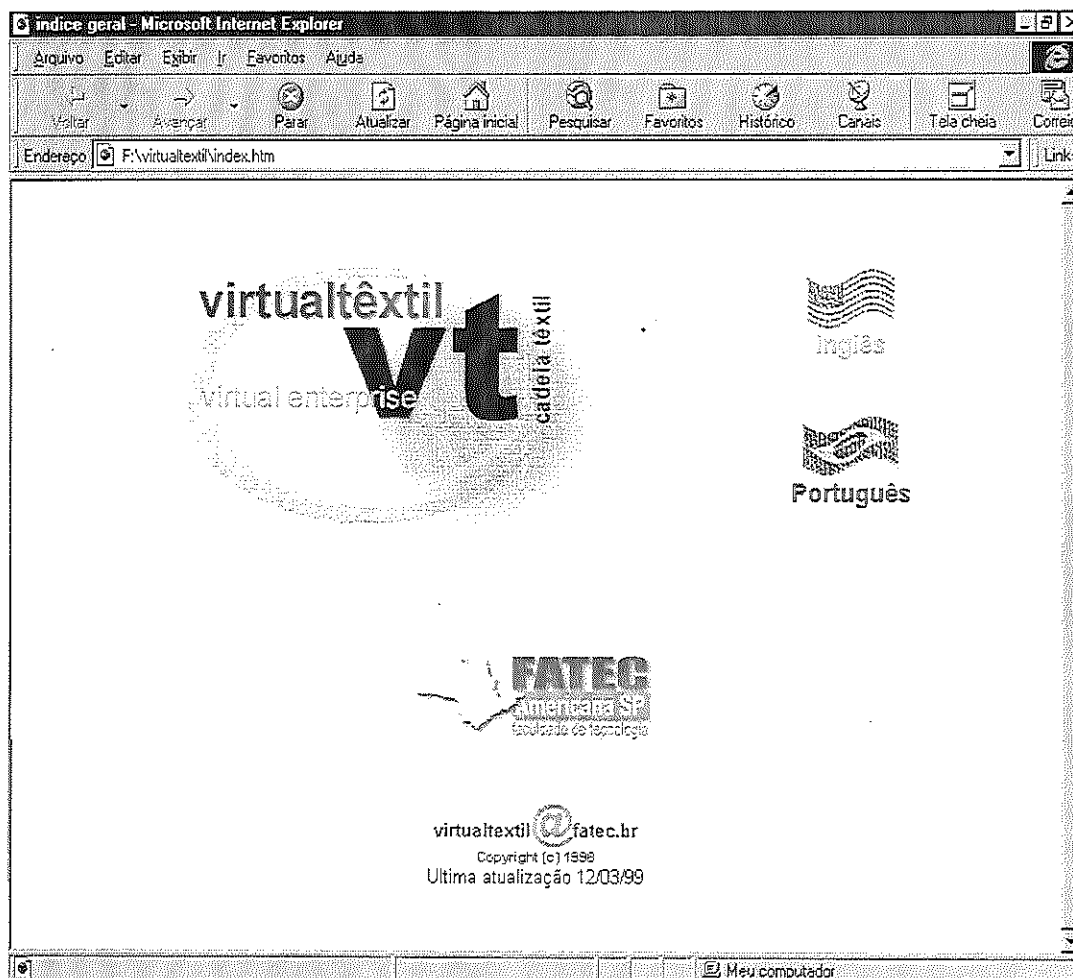 indice geral - Microsoft Internet Explorer
Arquivo Editar Exibir Ir Favoritos Ajuda
Voltar Avançar Parar Atualizar Página inicial Pesquisar Favoritos Histórico Canais Tela cheia Correio
Endereço F:\virtualtextil\index.htm Links
virtualtêxtil
vt
cadeia têxtil
virtual enterprise
Inglês
Português
FATEC
Americana SP
faculdade de tecnologia
virtualtextil@fatec.br
Copyright (c) 1998
Ultima atualização 12/03/99
Meu computador